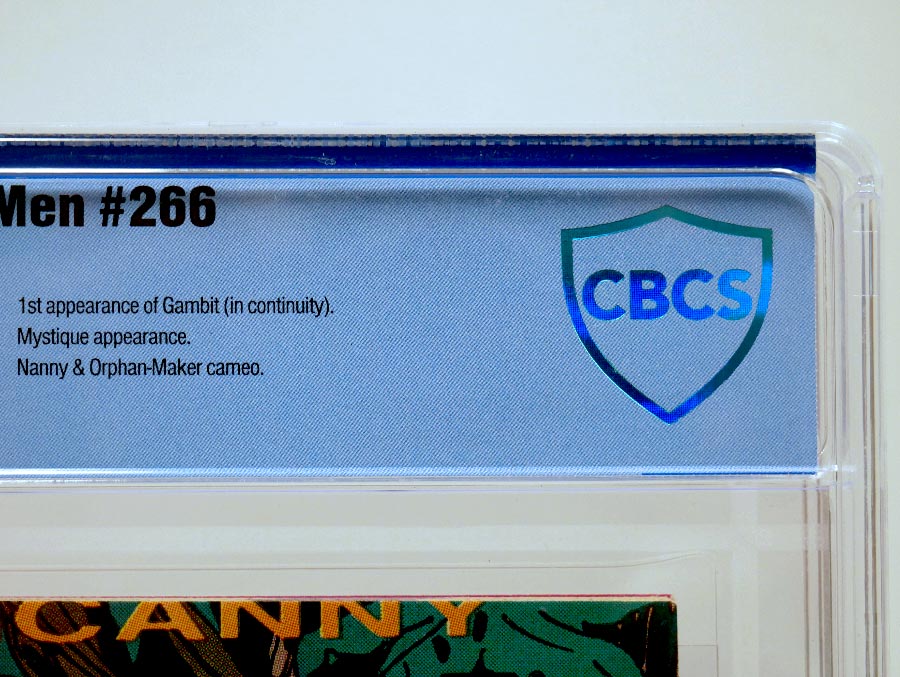 Men #266
CBCS
1st appearance of Gambit (in continuity).
Mystique appearance.
Nanny & Orphan-Maker cameo.
CANNY